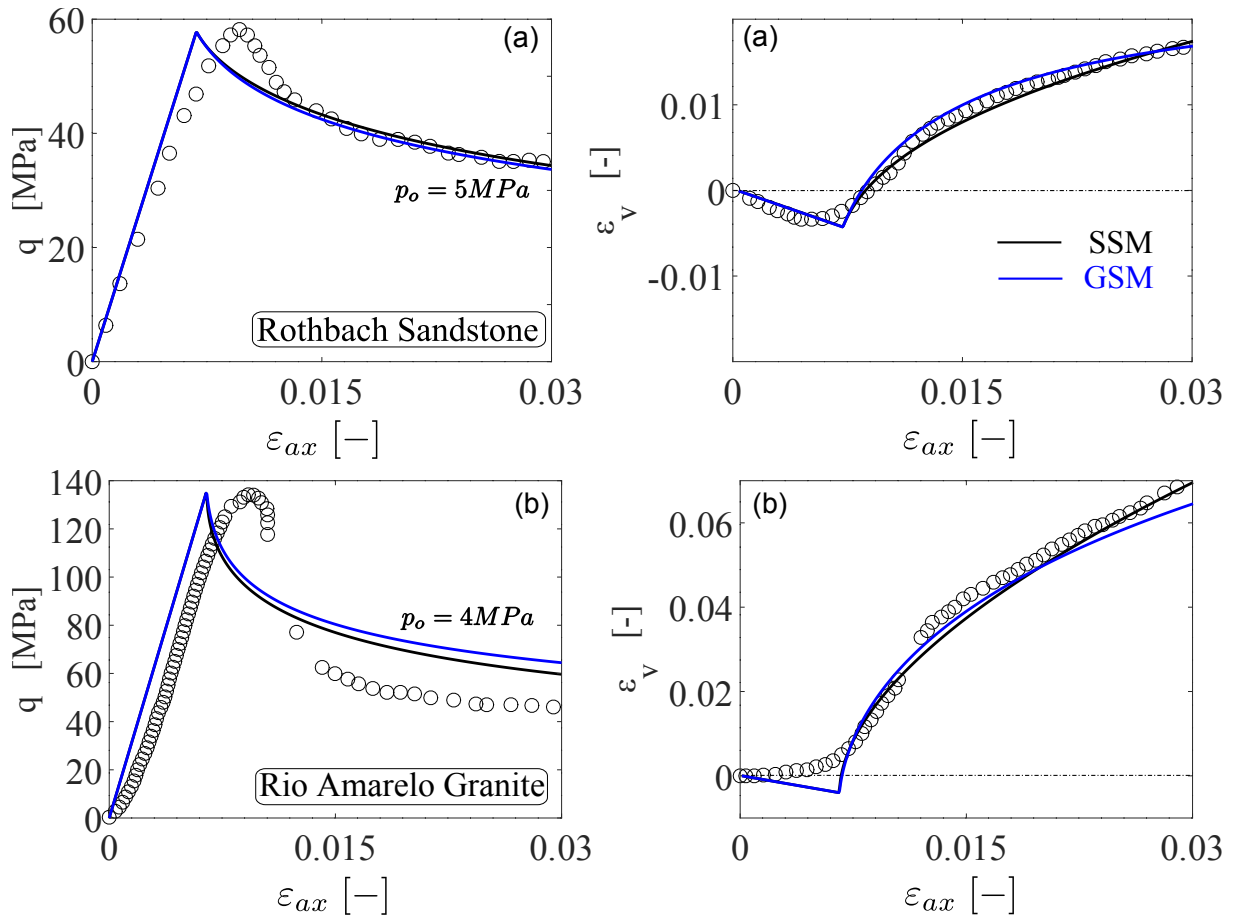 60
40
20
0
q [MPa]
(a)
p_o = 5MPa
Rothbach Sandstone
0 0.015 0.03
ε_ax [−]
0.01
0
-0.01
ε_v [-]
(a)
SSM
GSM
0 0.015 0.03
ε_ax [−]
140
120
100
80
60
40
20
0
q [MPa]
(b)
p_o = 4MPa
Rio Amarelo Granite
0 0.015 0.03
ε_ax [−]
0.06
0.04
0.02
0
ε_v [-]
(b)
0 0.015 0.03
ε_ax [−]